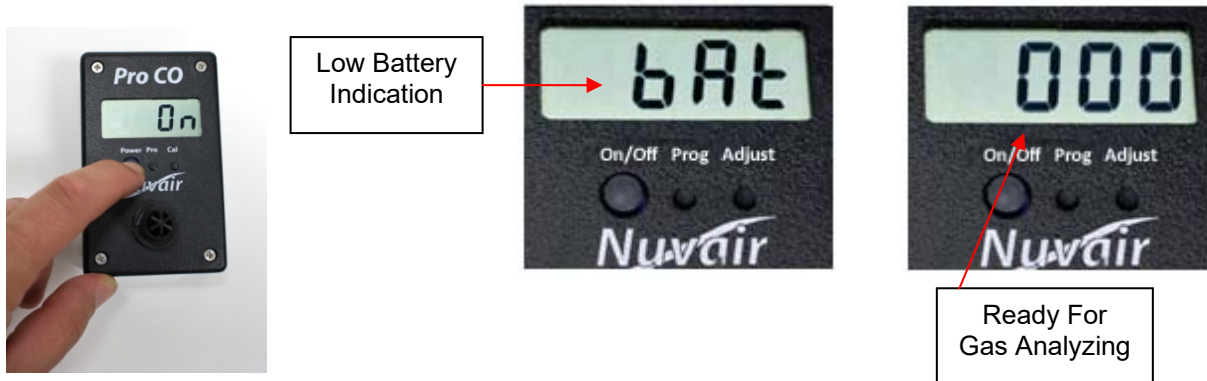 Pro CO
On
Power Pro Cal
Nuvair
Low Battery
Indication
bAt
On/Off Prog Adjust
Nuvair
000
On/Off Prog Adjust
Nuvair
Ready For
Gas Analyzing